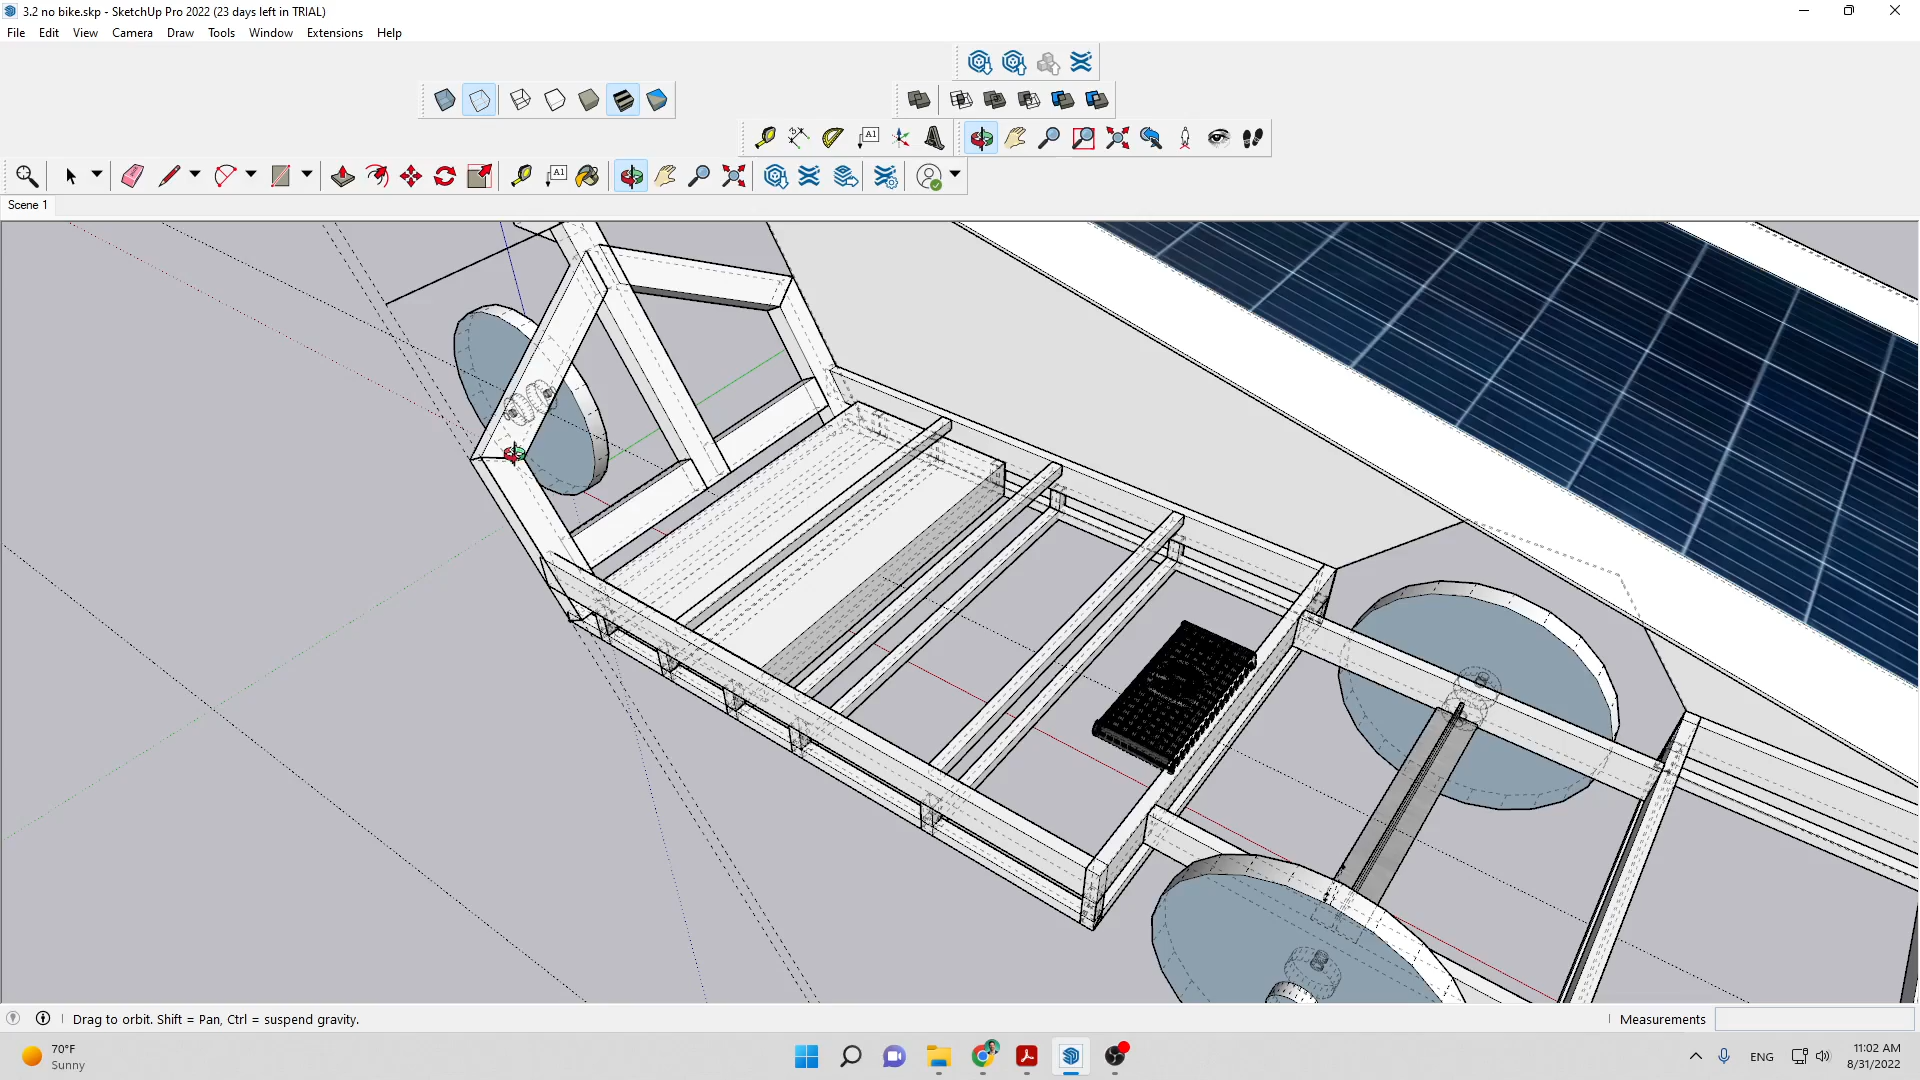 3.2 no bike.skp - SketchUp Pro 2022 (23 days left in TRIAL)
File Edit View Camera Draw Tools Window Extensions Help
A1
A1
Scene 1
Drag to orbit. Shift = Pan, Ctrl = suspend gravity.
Measurements
70°F
Sunny
ENG
11:02 AM
8/31/2022